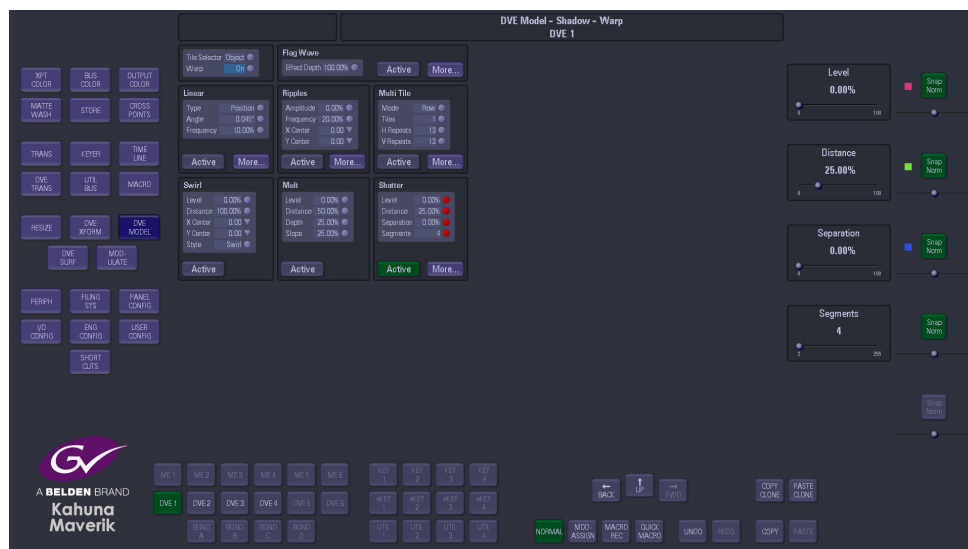 DVE Model - Shadow - Warp
DVE 1
Tile Selector Object
Warp On
Flag Wave
Effect Depth 100.00%
Active More...
Linear
Type Position
Angle 0.045°
Frequency 10.00%
Active More...
Ripples
Amplitude 0.00%
Frequency 20.00%
X Center 0.00
Y Center 0.00
Active More...
Multi Tile
Mode Row
Tiles 1
H Repeats 13
V Repeats 13
Active More...
Swirl
Level 0.00%
Distance 100.00%
X Center 0.00
Y Center 0.00
Style Swirl
Active
Melt
Level 0.00%
Distance 50.00%
Depth 25.00%
Slope 25.00%
Active
Shatter
Level 0.00%
Distance 25.00%
Separation 0.00%
Segments 4
Active More...
XPT COLOR
BUS COLOR
OUTPUT COLOR
MATTE WASH
STORE
CROSS POINTS
TRANS
KEYER
TIME LINE
DVE TRANS
UTIL BUS
MACRO
RESIZE
DVE XFORM
DVE MODEL
DVE SURF
MOD- ULATE
PERIPH
FILING SYS
PANEL CONFIG
I/O CONFIG
ENG CONFIG
USER CONFIG
SHORT CUTS
Level
0.00%
0 100
Snap Norm
Distance
25.00%
100
Snap Norm
Separation
0.00%
0 100
Snap Norm
Segments
4
2 255
Snap Norm
Snap Norm
GV
A BELDEN BRAND
Kahuna
Maverik
ME 1 ME 2 ME 3 ME 4 ME 5 ME 6
DVE 1 DVE 2 DVE 3 DVE 4 DVE 5 DVE 6
BGND A BGND B BGND C BGND D
KEY 1 KEY 2 KEY 3 KEY 4
eKEY 1 eKEY 2 eKEY 3 eKEY 4
UTIL 1 UTIL 2 UTIL 3 UTIL 4
BACK UP FWD
COPY CLONE PASTE CLONE
NORMAL MOD- ASSIGN MACRO REC QUICK MACRO UNDO REDO COPY PASTE